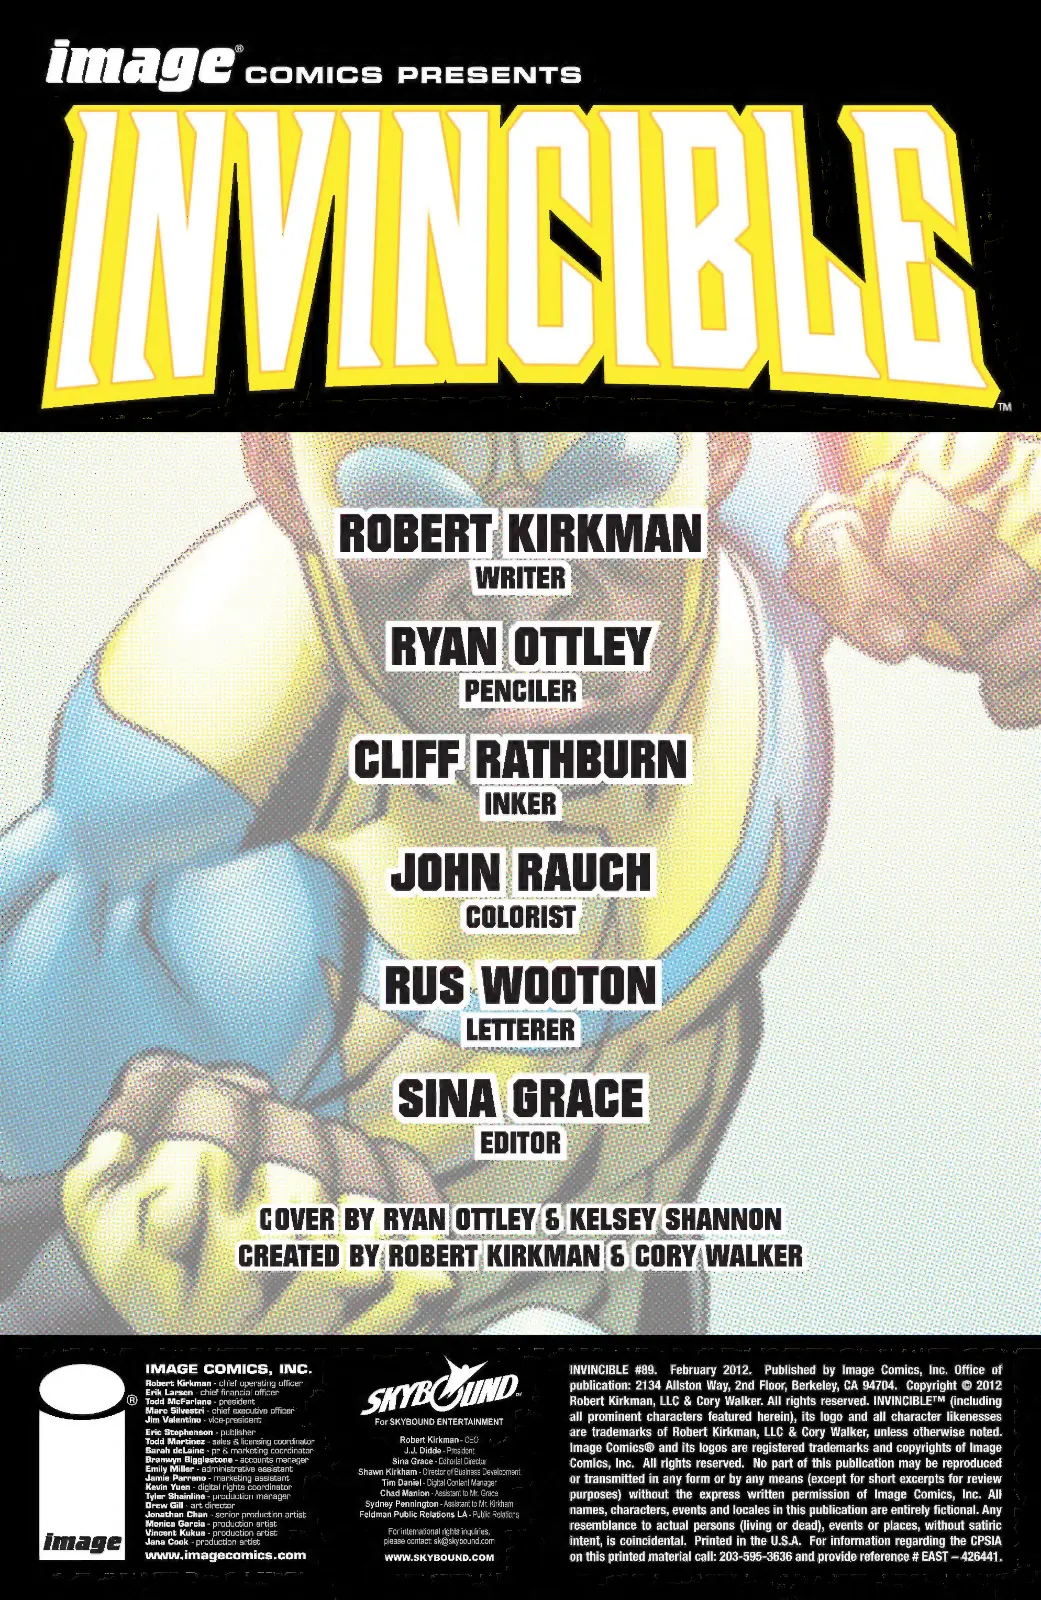 image® COMICS PRESENTS
INVINCIBLE™
ROBERT KIRKMAN
WRITER
RYAN OTTLEY
PENCILER
CLIFF RATHBURN
INKER
JOHN RAUCH
COLORIST
RUS WOOTON
LETTERER
SINA GRACE
EDITOR
COVER BY RYAN OTTLEY & KELSEY SHANNON
CREATED BY ROBERT KIRKMAN & CORY WALKER
®
image
IMAGE COMICS, INC.
Robert Kirkman - chief operating officer
Erik Larsen - chief financial officer
Todd McFarlane - president
Marc Silvestri - chief executive officer
Jim Valentino - vice-president
Eric Stephenson - publisher
Todd Martinez - sales & licensing coordinator
Sarah deLaine - pr & marketing coordinator
Branwyn Bigglestone - accounts manager
Emily Miller - administrative assistant
Jamie Parreno - marketing assistant
Kevin Yuen - digital rights coordinator
Tyler Shainline - production manager
Drew Gill - art director
Jonathan Chan - senior production artist
Monica Garcia - production artist
Vincent Kukua - production artist
Jana Cook - production artist
www.imagecomics.com
SKYBOUND™
For SKYBOUND ENTERTAINMENT
Robert Kirkman - CEO
J.J. Didde - President
Sina Grace - Editorial Director
Shawn Kirkham - Director of Business Development
Tim Daniel - Digital Content Manager
Chad Manion - Assistant to Mr. Grace
Sydney Pennington - Assistant to Mr. Kirkham
Feldman Public Relations LA - Public Relations
For international rights inquiries,
please contact: sk@skybound.com
WWW.SKYBOUND.COM
INVINCIBLE #89. February 2012. Published by Image Comics, Inc. Office of
publication: 2134 Allston Way, 2nd Floor, Berkeley, CA 94704. Copyright © 2012
Robert Kirkman, LLC & Cory Walker. All rights reserved. INVINCIBLE™ (including
all prominent characters featured herein), its logo and all character likenesses
are trademarks of Robert Kirkman, LLC & Cory Walker, unless otherwise noted.
Image Comics® and its logos are registered trademarks and copyrights of Image
Comics, Inc. All rights reserved. No part of this publication may be reproduced
or transmitted in any form or by any means (except for short excerpts for review
purposes) without the express written permission of Image Comics, Inc. All
names, characters, events and locales in this publication are entirely fictional. Any
resemblance to actual persons (living or dead), events or places, without satiric
intent, is coincidental. Printed in the U.S.A. For information regarding the CPSIA
on this printed material call: 203-595-3636 and provide reference # EAST – 426441.